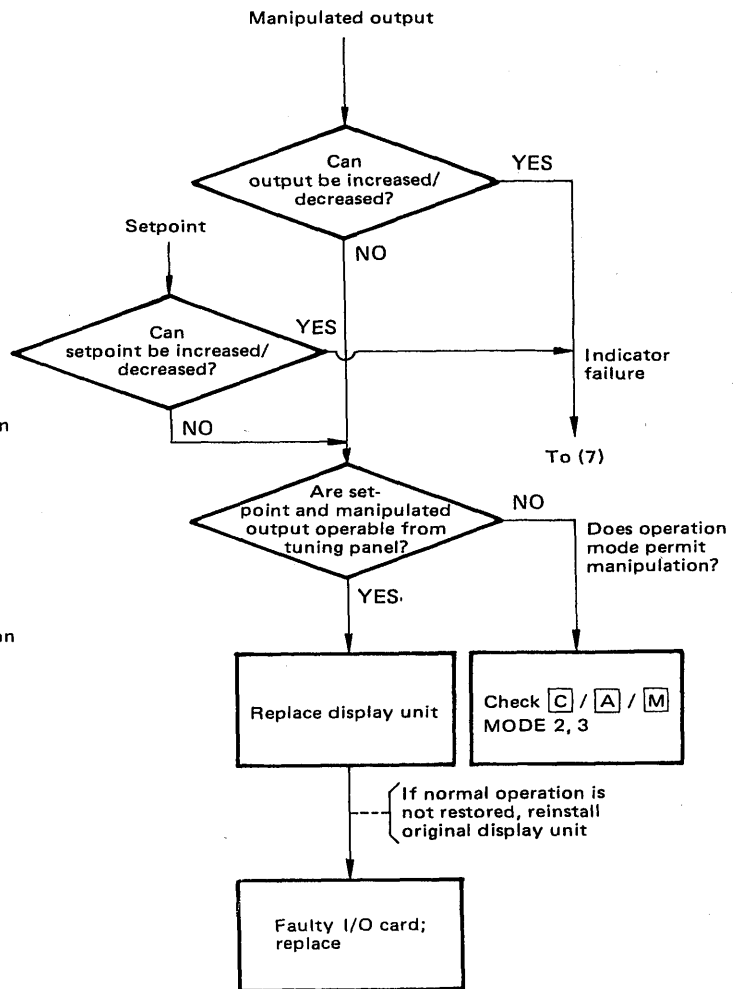 Manipulated output
Can
output be increased/
decreased?
YES
NO
Setpoint
Can
setpoint be increased/
decreased?
YES
NO
Indicator
failure
To (7)
n
Are set-
point and manipulated
output operable from
tuning panel?
NO
Does operation
mode permit
manipulation?
YES.
an
Replace display unit
Check C / A / M
MODE 2, 3
If normal operation is
not restored, reinstall
original display unit
Faulty I/O card;
replace